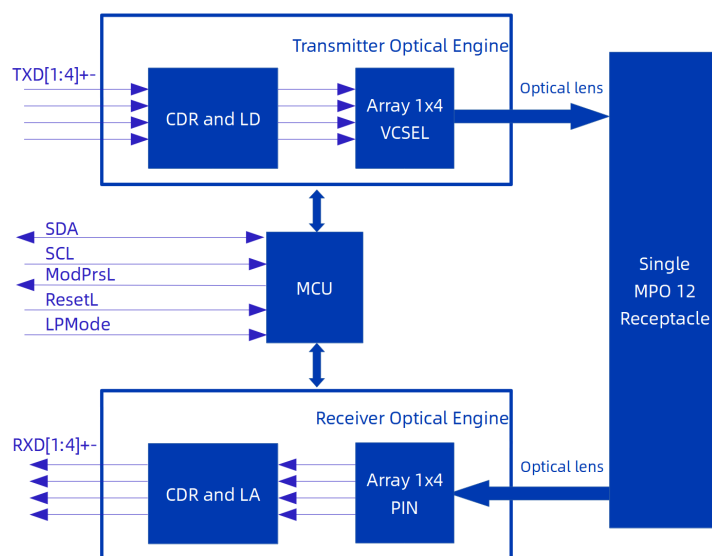 Transmitter Optical Engine
TXD[1:4]+-
CDR and LD
Array 1x4
VCSEL
Optical lens
SDA
SCL
ModPrsL
ResetL
LPMode
MCU
Single
MPO 12
Receptacle
Receiver Optical Engine
RXD[1:4]+-
CDR and LA
Array 1x4
PIN
Optical lens